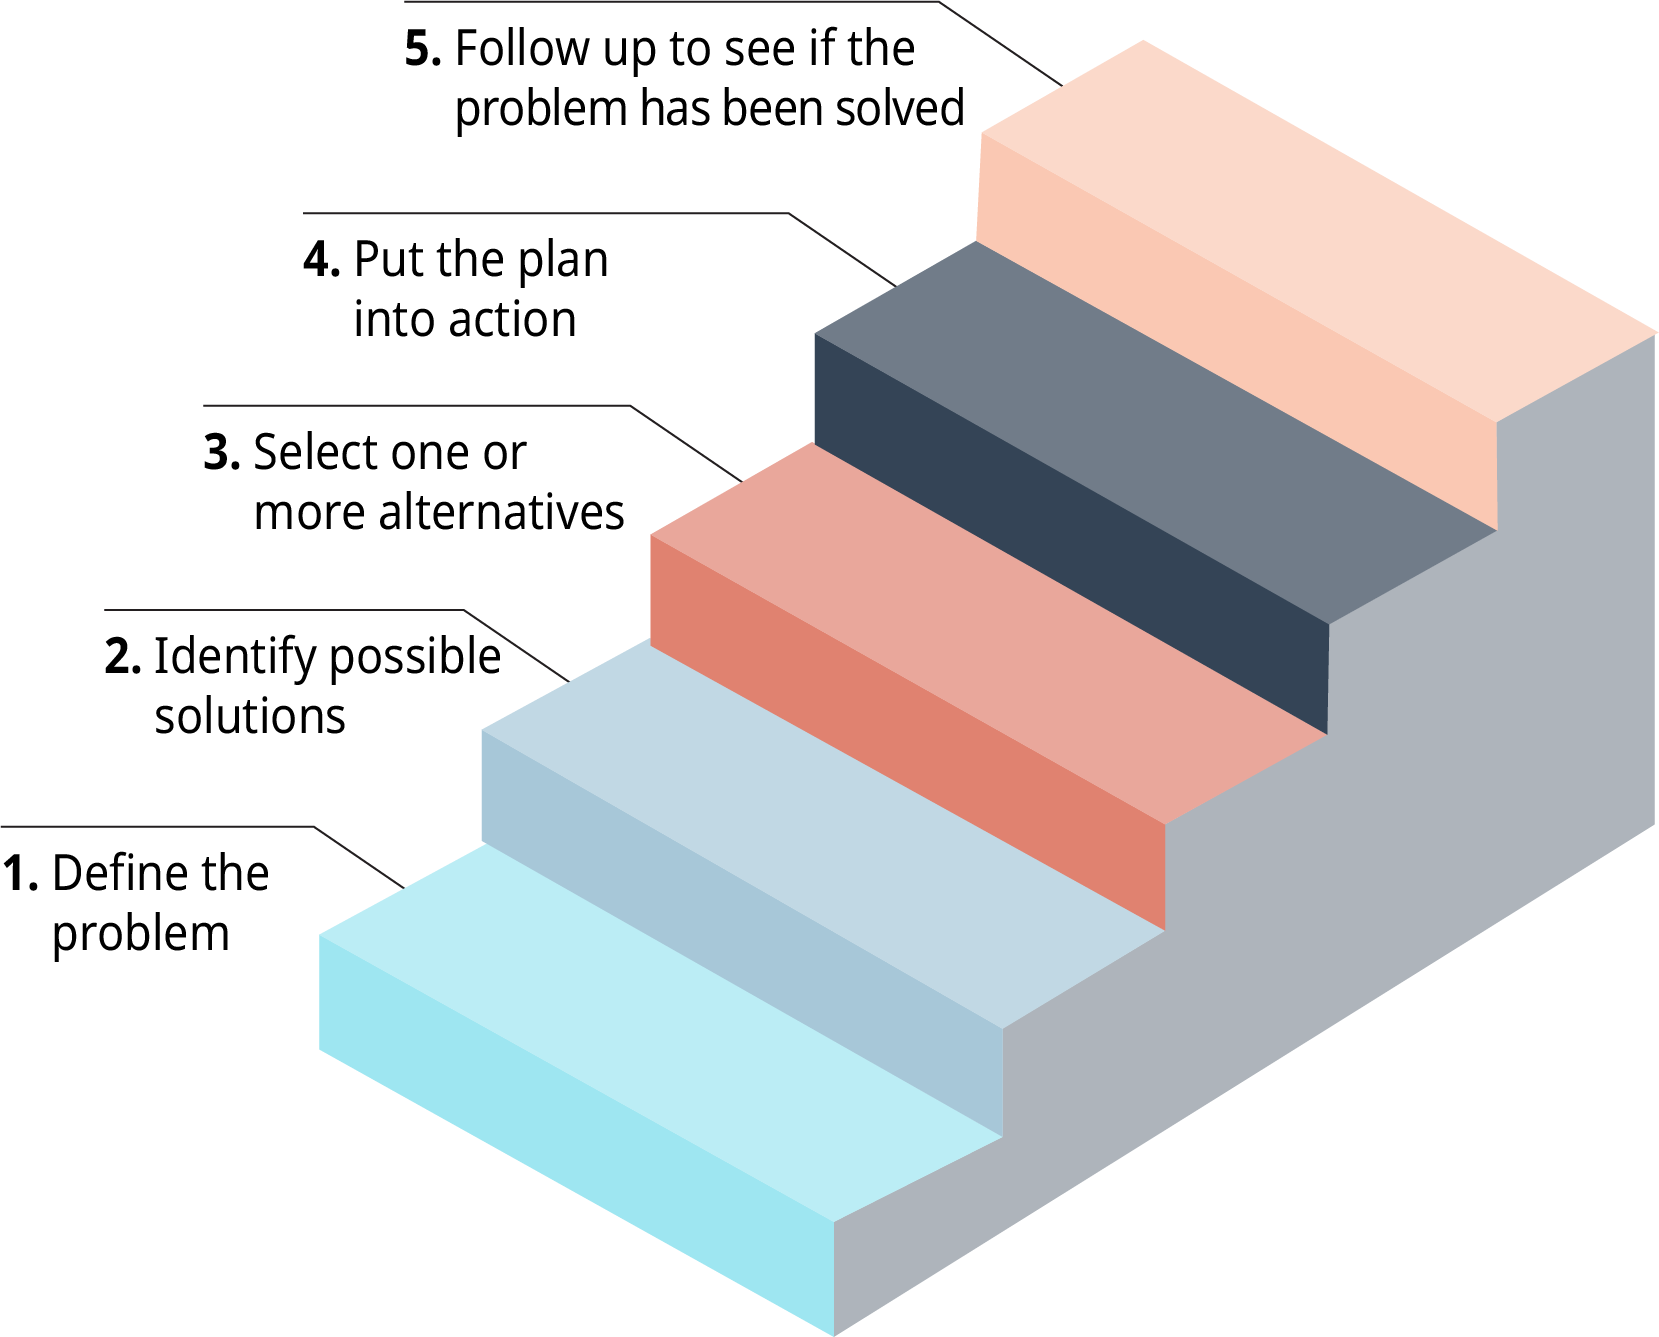 5. Follow up to see if the
problem has been solved
4. Put the plan
into action
3. Select one or
more alternatives
2. Identify possible
solutions
1. Define the
problem